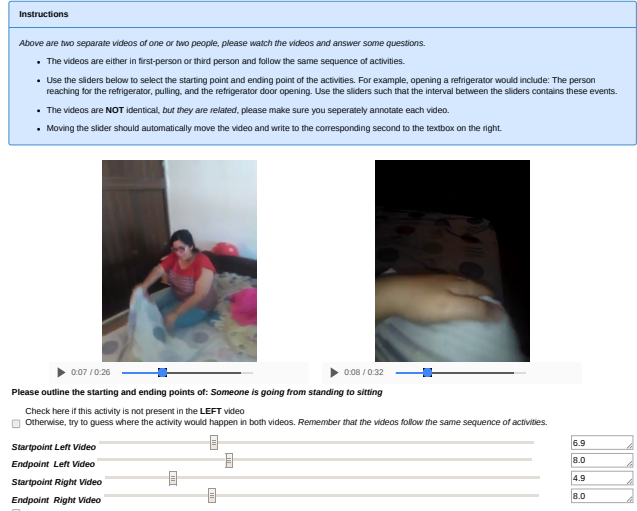 Instructions
Above are two separate videos of one or two people, please watch the videos and answer some questions.
• The videos are either in first-person or third person and follow the same sequence of activities.
• Use the sliders below to select the starting point and ending point of the activities. For example, opening a refrigerator would include: The person
reaching for the refrigerator, pulling, and the refrigerator door opening. Use the sliders such that the interval between the sliders contains these events.
• The videos are NOT identical, but they are related, please make sure you seperately annotate each video.
• Moving the slider should automatically move the video and write to the corresponding second to the textbox on the right.
0:07 / 0:26
0:08 / 0:32
Please outline the starting and ending points of: Someone is going from standing to sitting
Check here if this activity is not present in the LEFT video
Otherwise, try to guess where the activity would happen in both videos. Remember that the videos follow the same sequence of activities.
Startpoint Left Video 6.9
Endpoint Left Video 8.0
Startpoint Right Video 4.9
Endpoint Right Video 8.0